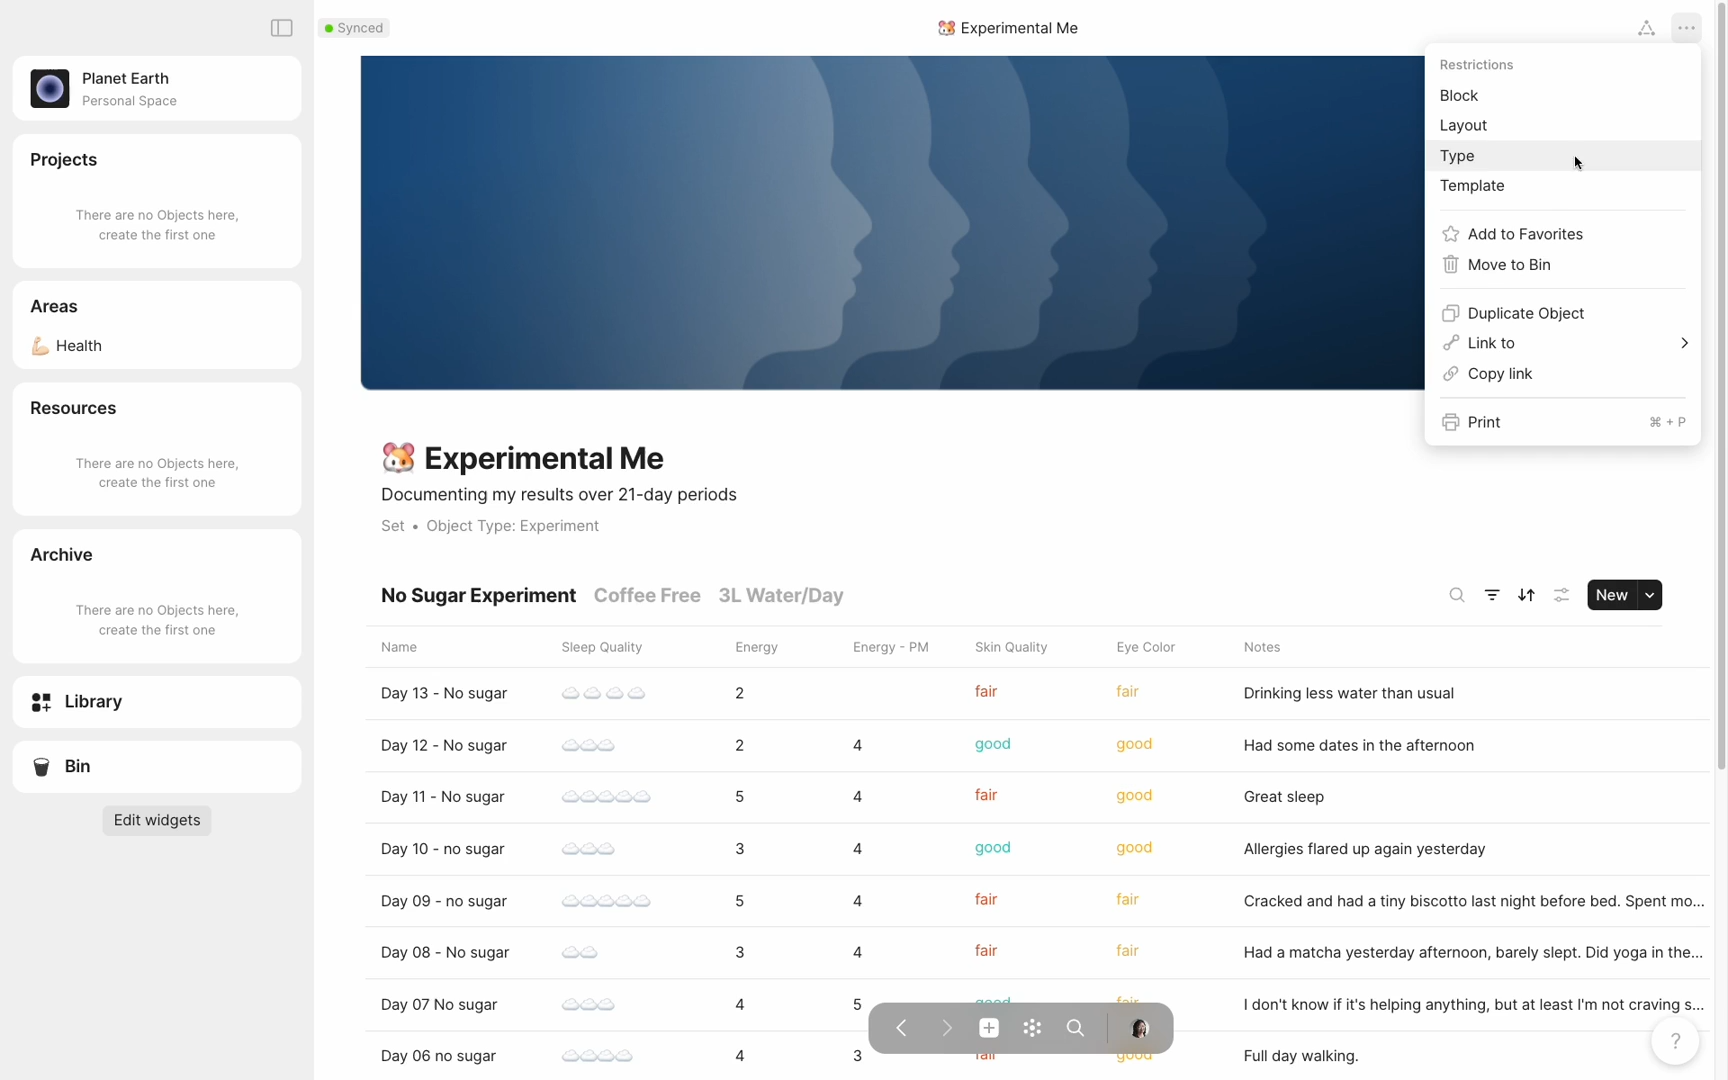 Synced
🐹 Experimental Me
Planet Earth
Personal Space
Projects
There are no Objects here,
create the first one
Areas
💪🏻 Health
Resources
There are no Objects here,
create the first one
Archive
There are no Objects here,
create the first one
Library
Bin
Edit widgets
Restrictions
Block
Layout
Type
Template
Add to Favorites
Move to Bin
Duplicate Object
Link to
Copy link
Print ⌘ + P
🐹 Experimental Me
Documenting my results over 21-day periods
Set • Object Type: Experiment
No Sugar Experiment Coffee Free 3L Water/Day New
Name Sleep Quality Energy Energy - PM Skin Quality Eye Color Notes
Day 13 - No sugar 2 fair fair Drinking less water than usual
Day 12 - No sugar 2 4 good good Had some dates in the afternoon
Day 11 - No sugar 5 4 fair good Great sleep
Day 10 - no sugar 3 4 good good Allergies flared up again yesterday
Day 09 - no sugar 5 4 fair fair Cracked and had a tiny biscotto last night before bed. Spent mo...
Day 08 - No sugar 3 4 fair fair Had a matcha yesterday afternoon, barely slept. Did yoga in the...
Day 07 No sugar 4 5 good fair I don't know if it's helping anything, but at least I'm not craving s...
Day 06 no sugar 4 3 fair good Full day walking.
?